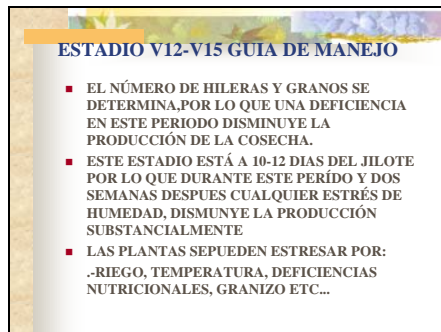 ESTADIO V12-V15 GUIA DE MANEJO
EL NÚMERO DE HILERAS Y GRANOS SE
DETERMINA,POR LO QUE UNA DEFICIENCIA
EN ESTE PERIODO DISMINUYE LA
PRODUCCIÓN DE LA COSECHA.
ESTE ESTADIO ESTÁ A 10-12 DIAS DEL JILOTE
POR LO QUE DURANTE ESTE PERÍDO Y DOS
SEMANAS DESPUES CUALQUIER ESTRÉS DE
HUMEDAD, DISMUNYE LA PRODUCCIÓN
SUBSTANCIALMENTE
LAS PLANTAS SEPUEDEN ESTRESAR POR:
.-RIEGO, TEMPERATURA, DEFICIENCIAS
NUTRICIONALES, GRANIZO ETC...